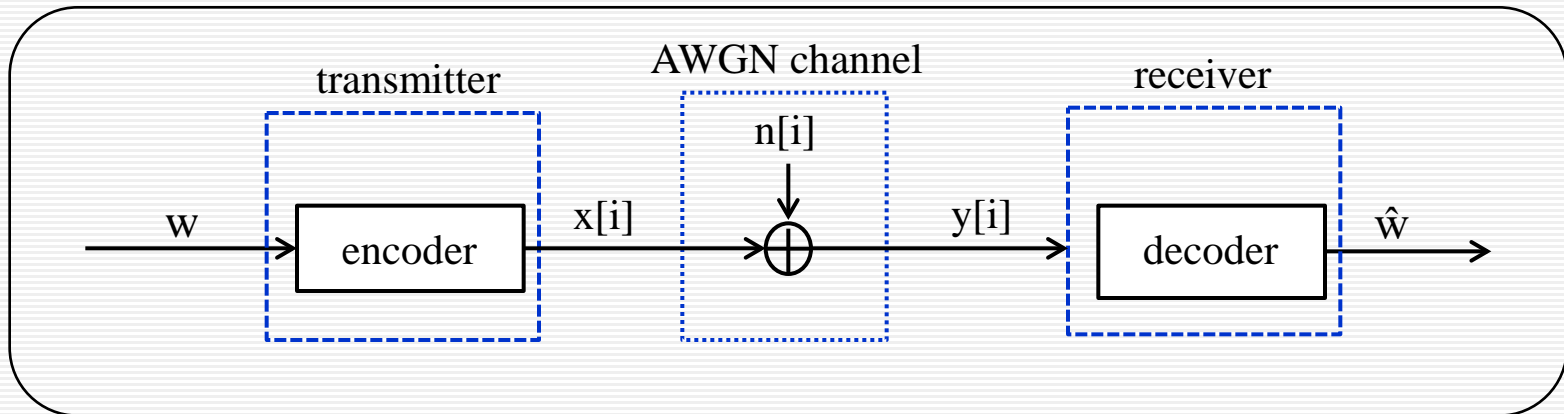 transmitter
AWGN channel
receiver
n[i]
w
encoder
x[i]
y[i]
decoder
ŵ